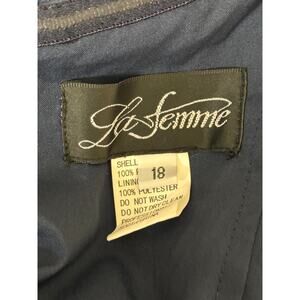 La Femme
SHELL
100% P
18
LINING
100% POLYESTER
DO NOT WASH
DO NOT DRY CLEAN